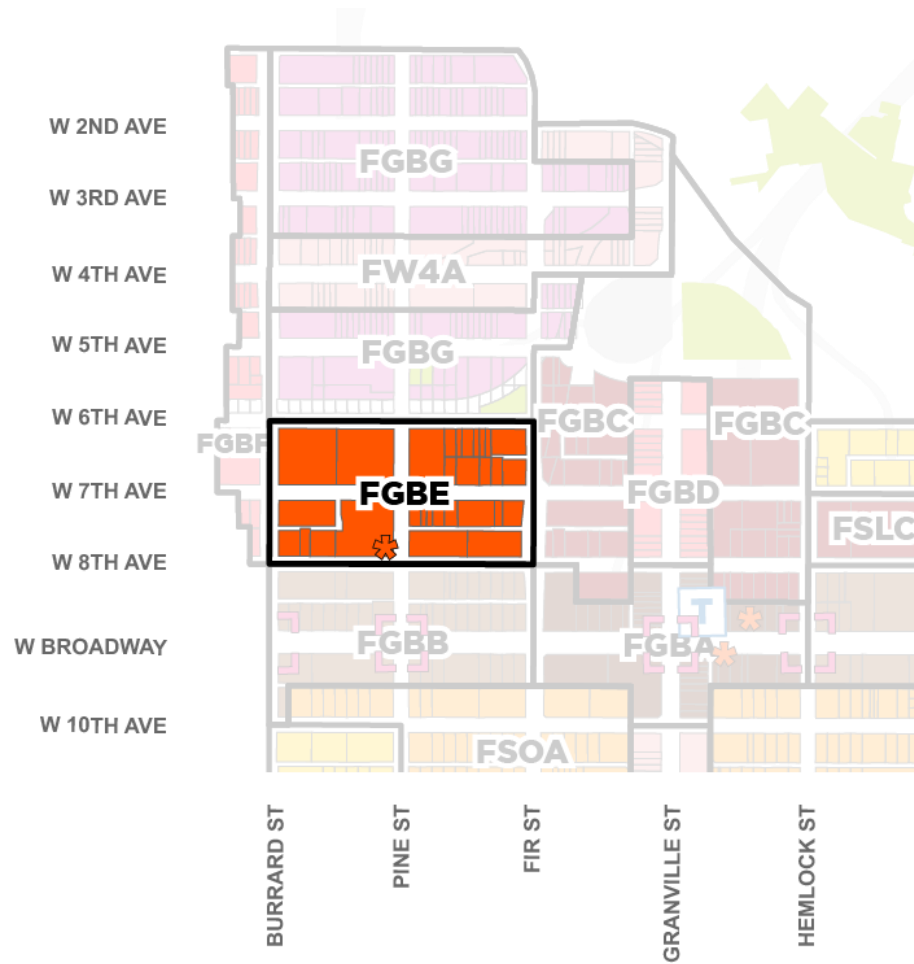 W 2ND AVE
FGBG
W 3RD AVE
W 4TH AVE
FW4A
W 5TH AVE
FGBG
W 6TH AVE
FGBC
FGBC
FGBF
W 7TH AVE
FGBE
FGBD
FSLC
W 8TH AVE
T
W BROADWAY
FGBB
FGBA
W 10TH AVE
FSOA
BURRARD ST
PINE ST
FIR ST
GRANVILLE ST
HEMLOCK ST